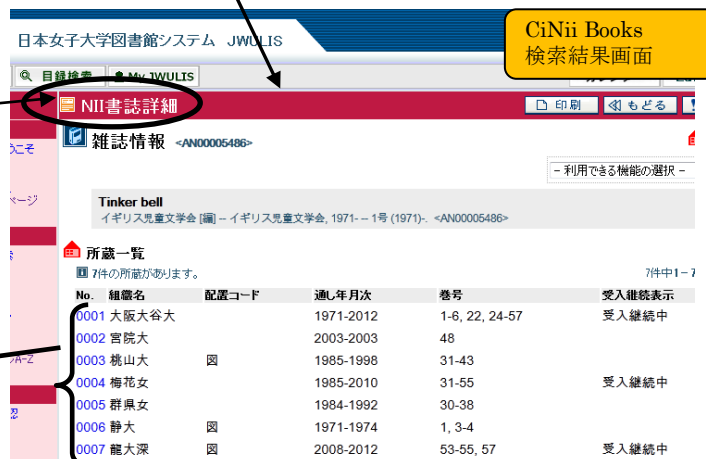 日本女子大学図書館システム JWULIS
CiNii Books
検索結果画面
目録検索 My JWULIS
NII書誌詳細
印刷 もどる
雑誌情報 <AN00005486>
- 利用できる機能の選択 -
Tinker bell
イギリス児童文学会 [編] -- イギリス児童文学会, 1971- -- 1号 (1971)-. <AN00005486>
所蔵一覧
7件の所蔵があります。 7件中1 - 7
No. 組織名 配置コード 通し年月次 巻号 受入継続表示
0001 大阪大谷大 1971-2012 1-6, 22, 24-57 受入継続中
0002 宮院大 2003-2003 48
0003 桃山大 図 1985-1998 31-43
0004 梅花女 1985-2010 31-55 受入継続中
0005 群県女 1984-1992 30-38
0006 静大 図 1971-1974 1, 3-4
0007 龍大深 図 2008-2012 53-55, 57 受入継続中